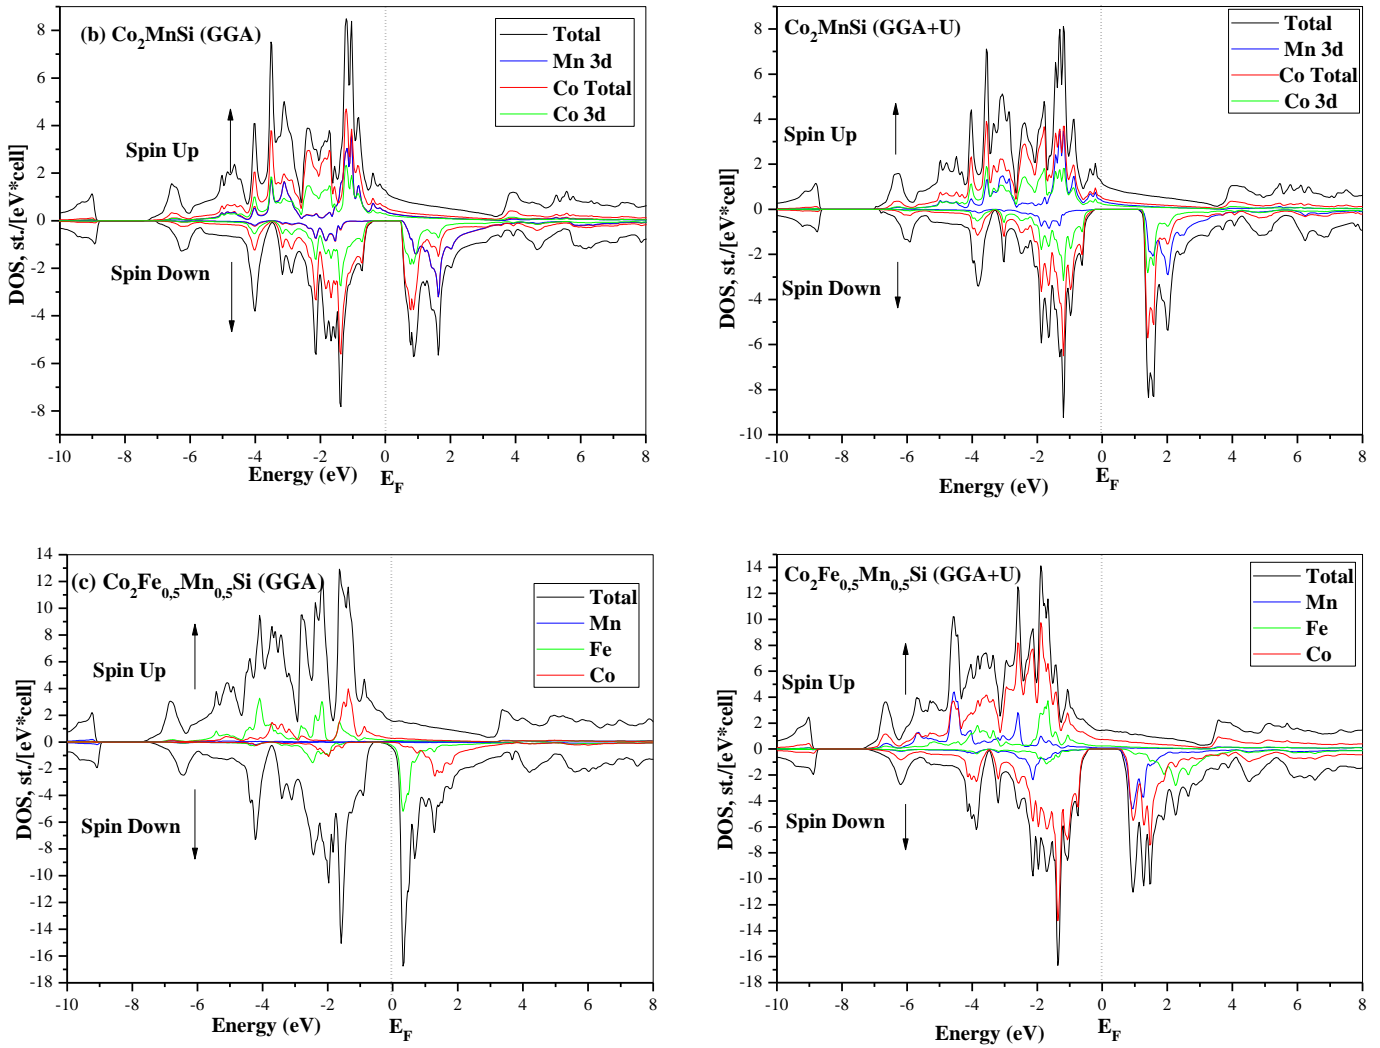 (b) Co2MnSi (GGA)
Total
Mn 3d
Co Total
Co 3d
Spin Up
Spin Down
DOS, st./[eV*cell]
8
6
4
2
0
-2
-4
-6
-8
-10 -8 -6 -4 -2 0 2 4 6 8
Energy (eV)
EF
Co2MnSi (GGA+U)
Total
Mn 3d
Co Total
Co 3d
Spin Up
Spin Down
DOS, st./[eV*cell]
8
6
4
2
0
-2
-4
-6
-8
-10
-10 -8 -6 -4 -2 0 2 4 6 8
Energy (eV)
EF
(c) Co2Fe0,5Mn0,5Si (GGA)
Total
Mn
Fe
Co
Spin Up
Spin Down
DOS, st./[eV*cell]
14
12
10
8
6
4
2
0
-2
-4
-6
-8
-10
-12
-14
-16
-18
-10 -8 -6 -4 -2 0 2 4 6 8
Energy (eV)
EF
Co2Fe0,5Mn0,5Si (GGA+U)
Total
Mn
Fe
Co
Spin Up
Spin Down
DOS, st./[eV*cell]
14
12
10
8
6
4
2
0
-2
-4
-6
-8
-10
-12
-14
-16
-18
-10 -8 -6 -4 -2 0 2 4 6 8
Energy (eV)
EF